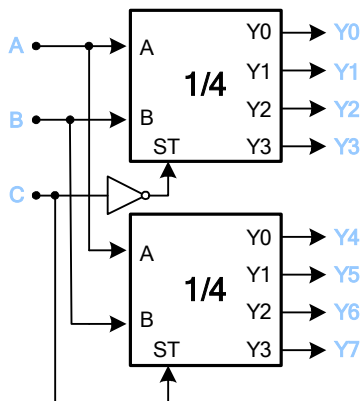 A A Y0 Y0
1/4 Y1 Y1
B B Y2 Y2
ST Y3 Y3
C
A Y0 Y4
1/4 Y1 Y5
B Y2 Y6
ST Y3 Y7